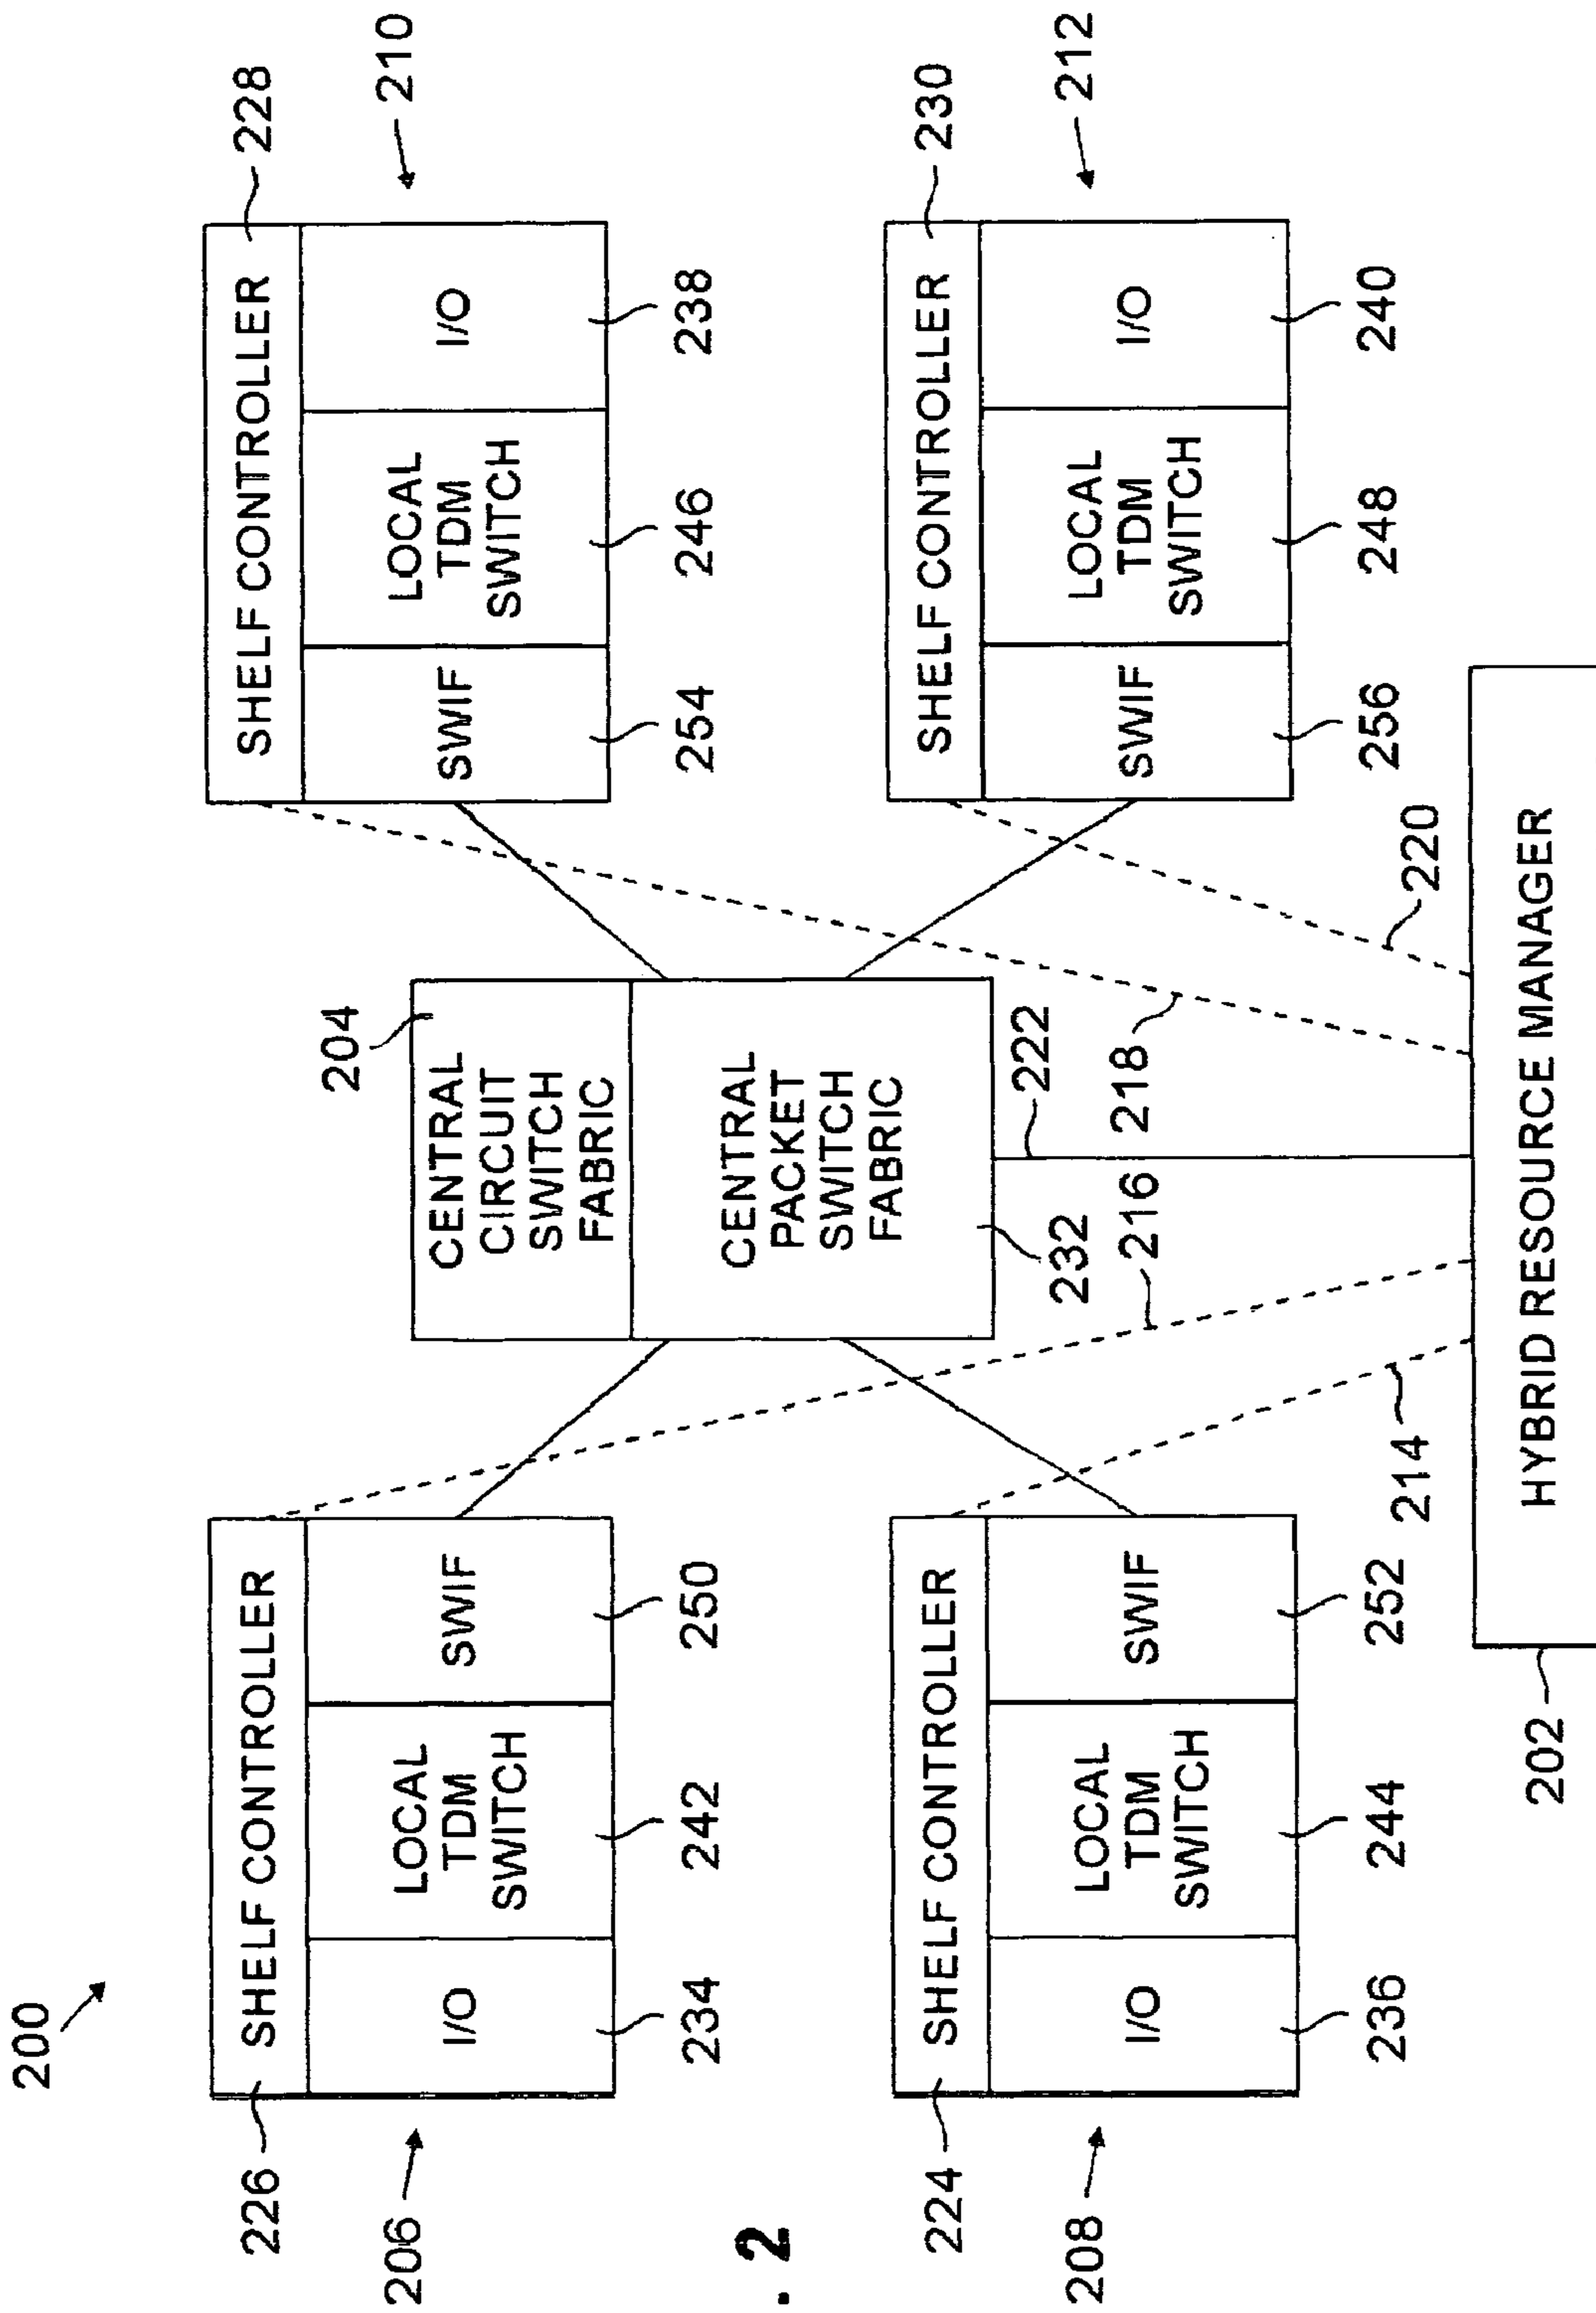 200
226
SHELF CONTROLLER
I/O
LOCAL
TDM
SWITCH
SWIF
234
242
250
206
204
CENTRAL
CIRCUIT
SWITCH
FABRIC
CENTRAL
PACKET
SWITCH
FABRIC
232
SHELF CONTROLLER
228
SWIF
LOCAL
TDM
SWITCH
I/O
254
246
238
210
. 2
224
SHELF CONTROLLER
I/O
LOCAL
TDM
SWITCH
SWIF
236
244
252
208
214
216
222
218
220
SHELF CONTROLLER
230
SWIF
LOCAL
TDM
SWITCH
I/O
256
248
240
212
202
HYBRID RESOURCE MANAGER